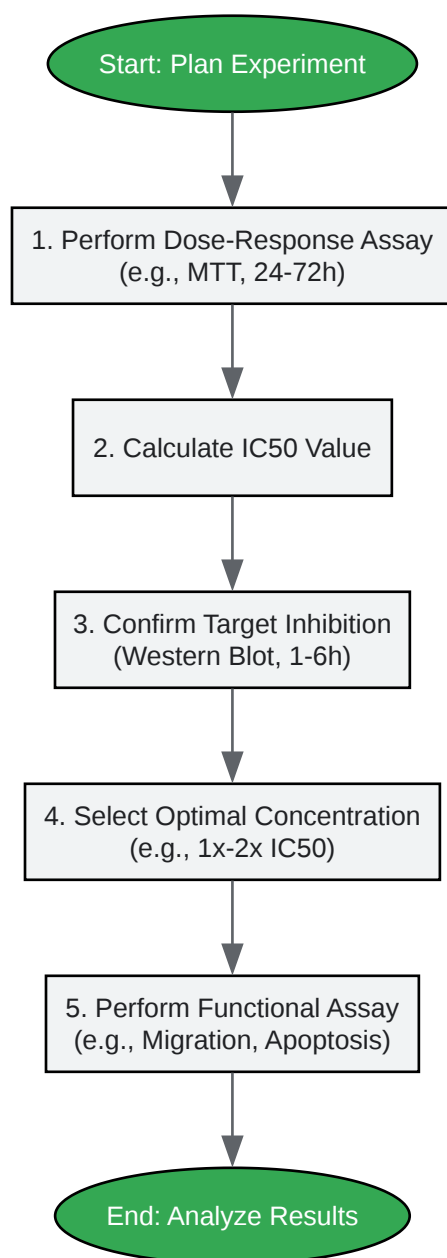 Start: Plan Experiment
1. Perform Dose-Response Assay
(e.g., MTT, 24-72h)
2. Calculate IC50 Value
3. Confirm Target Inhibition
(Western Blot, 1-6h)
4. Select Optimal Concentration
(e.g., 1x-2x IC50)
5. Perform Functional Assay
(e.g., Migration, Apoptosis)
End: Analyze Results